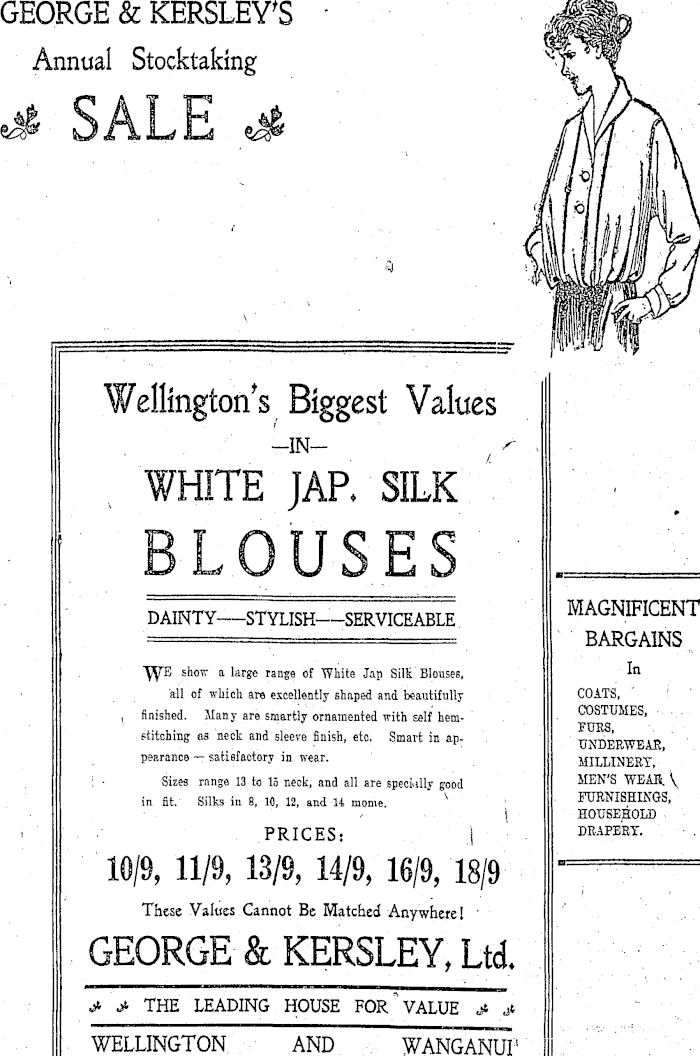 GEORGE & KERSLEY'S
Annual Stocktaking
SALE
Wellington's Biggest Values
—IN—
WHITE JAP. SILK
BLOUSES
DAINTY——STYLISH——SERVICEABLE
WE show a large range of White Jap Silk Blouses,
all of which are excellently shaped and beautifully
finished. Many are smartly ornamented with self hem-
stitching as neck and sleeve finish, etc. Smart in ap-
pearance — satisfactory in wear.
Sizes range 13 to 15 neck, and all are specially good
in fit. Silks in 8, 10, 12, and 14 mome.
PRICES:
10/9, 11/9, 13/9, 14/9, 16/9, 18/9
These Values Cannot Be Matched Anywhere!
GEORGE & KERSLEY, Ltd.
THE LEADING HOUSE FOR VALUE
WELLINGTON AND WANGANUI
MAGNIFICENT
BARGAINS
In
COATS,
COSTUMES,
FURS,
UNDERWEAR,
MILLINERY,
MEN'S WEAR,
FURNISHINGS,
HOUSEHOLD
DRAPERY.